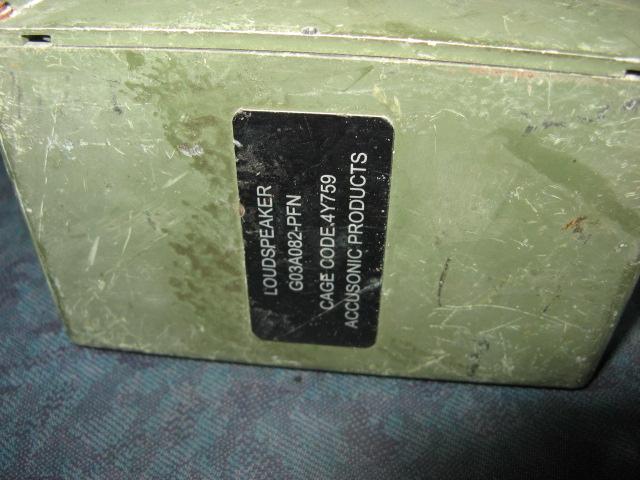 LOUDSPEAKER
G03A082-PFN
CAGE CODE.4Y759
ACCUSONIC PRODUCTS